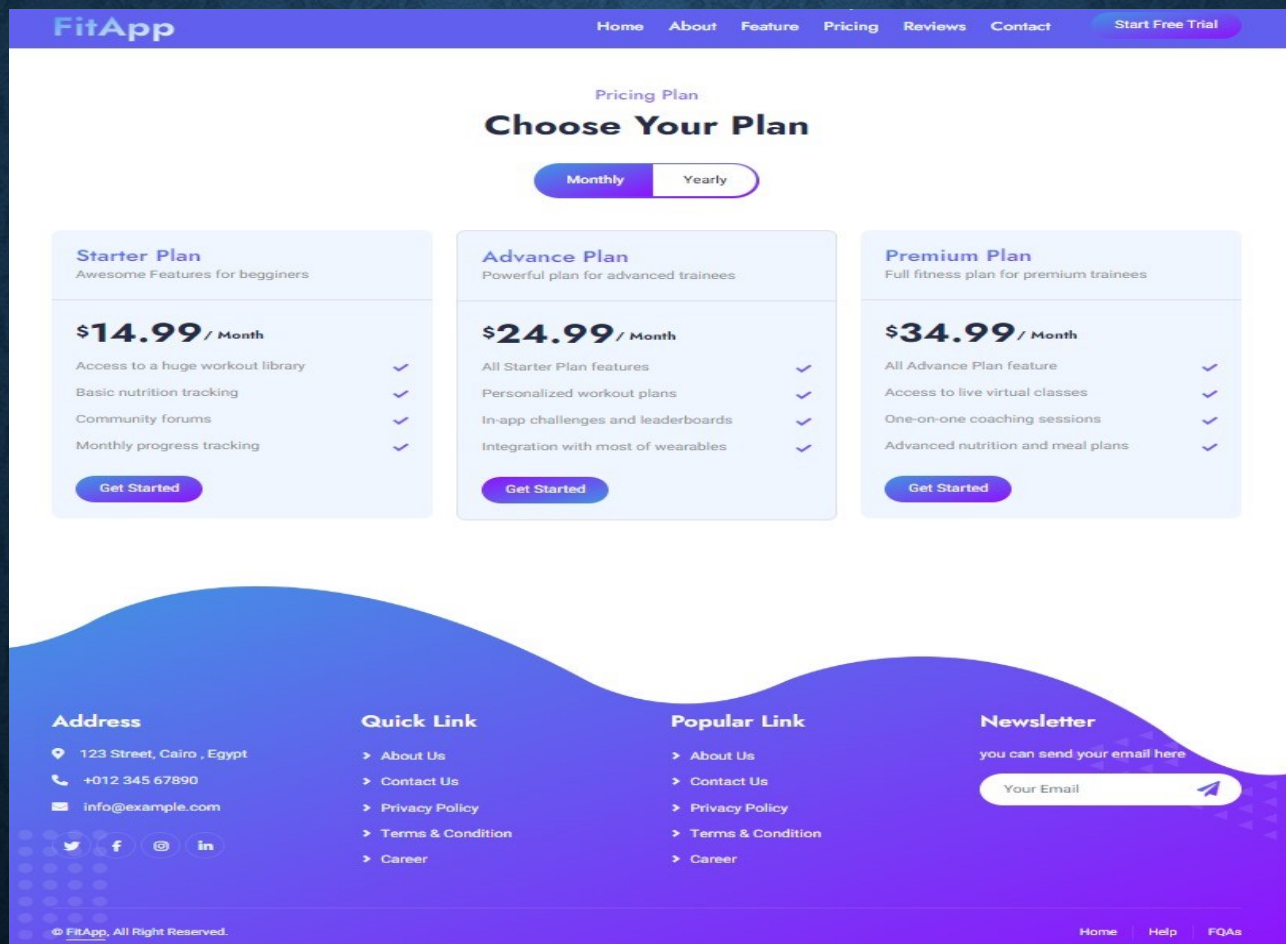 FitApp
Home About Feature Pricing Reviews Contact Start Free Trial
Pricing Plan
Choose Your Plan
Monthly Yearly
Starter Plan
Awesome Features for begginers
$14.99/ Month
Access to a huge workout library
Basic nutrition tracking
Community forums
Monthly progress tracking
Get Started
Advance Plan
Powerful plan for advanced trainees
$24.99/ Month
All Starter Plan features
Personalized workout plans
In-app challenges and leaderboards
Integration with most of wearables
Get Started
Premium Plan
Full fitness plan for premium trainees
$34.99/ Month
All Advance Plan feature
Access to live virtual classes
One-on-one coaching sessions
Advanced nutrition and meal plans
Get Started
Address
123 Street, Cairo , Egypt
+012 345 67890
info@example.com
Quick Link
About Us
Contact Us
Privacy Policy
Terms & Condition
Career
Popular Link
About Us
Contact Us
Privacy Policy
Terms & Condition
Career
Newsletter
you can send your email here
Your Email
© FitApp, All Right Reserved.
Home Help FQAs